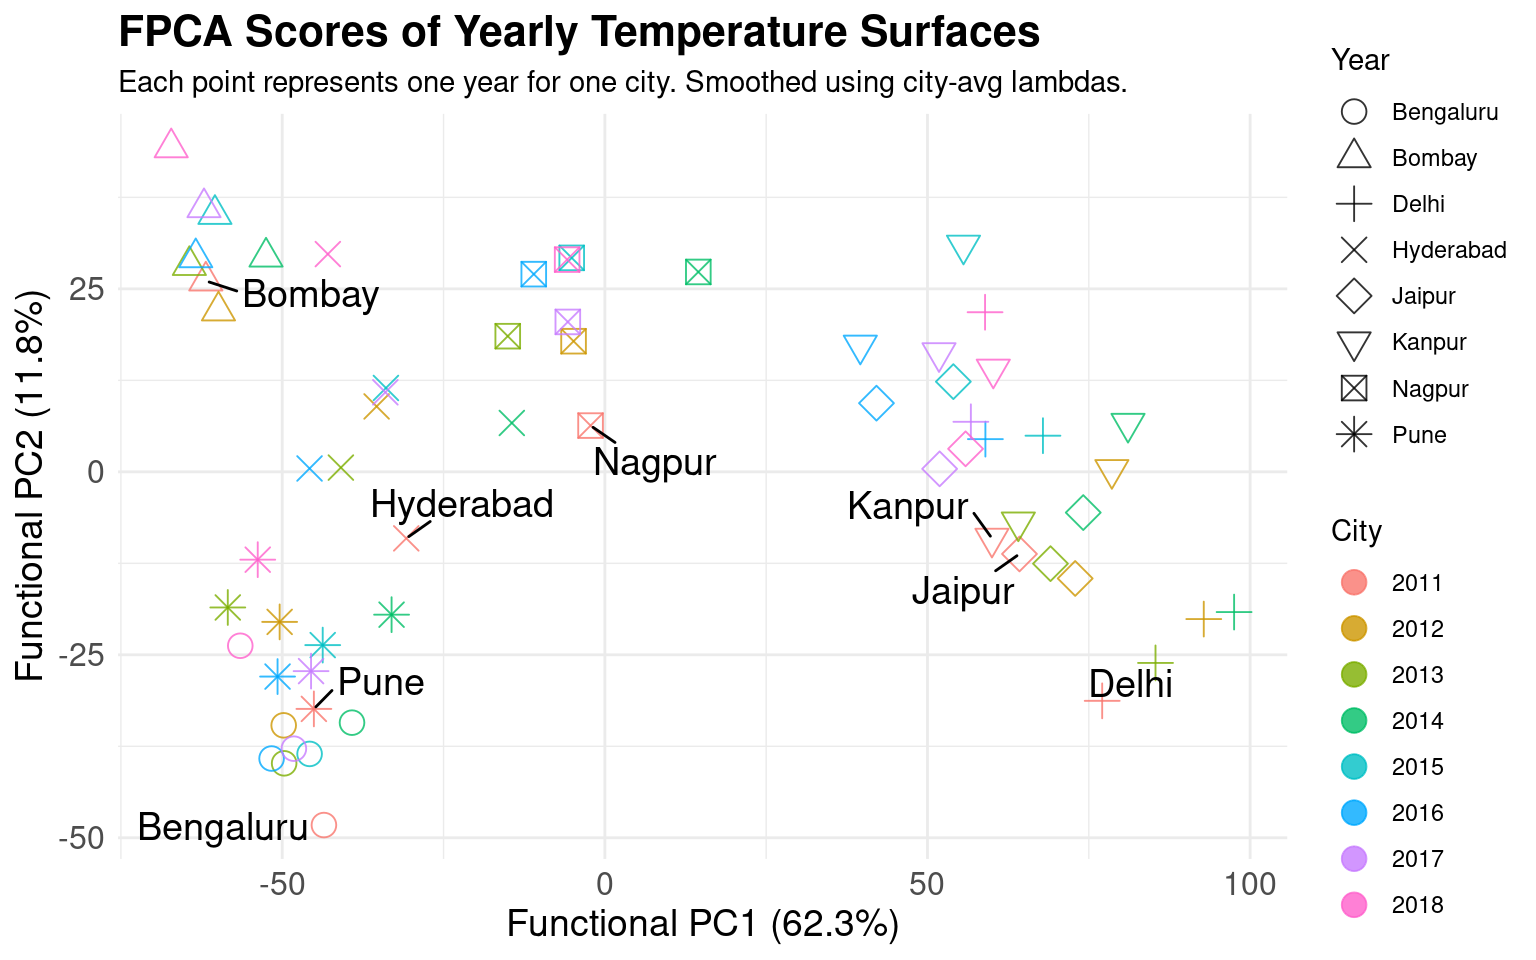 FPCA Scores of Yearly Temperature Surfaces
Each point represents one year for one city. Smoothed using city-avg lambdas.
Functional PC2 (11.8%)
25
0
-25
-50
Bombay
Nagpur
Hyderabad
Kanpur
Jaipur
Pune
Delhi
Bengaluru
-50
0
50
100
Functional PC1 (62.3%)
Year
Bengaluru
Bombay
Delhi
Hyderabad
Jaipur
Kanpur
Nagpur
Pune
City
2011
2012
2013
2014
2015
2016
2017
2018